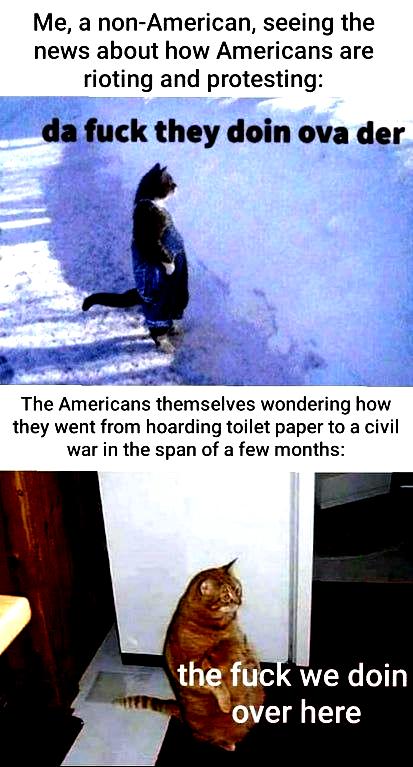 Me, a non-American, seeing the
news about how Americans are
rioting and protesting:
da fuck they doin ova der
The Americans themselves wondering how
they went from hoarding toilet paper to a civil
war in the span of a few months:
the fuck we doin
over here